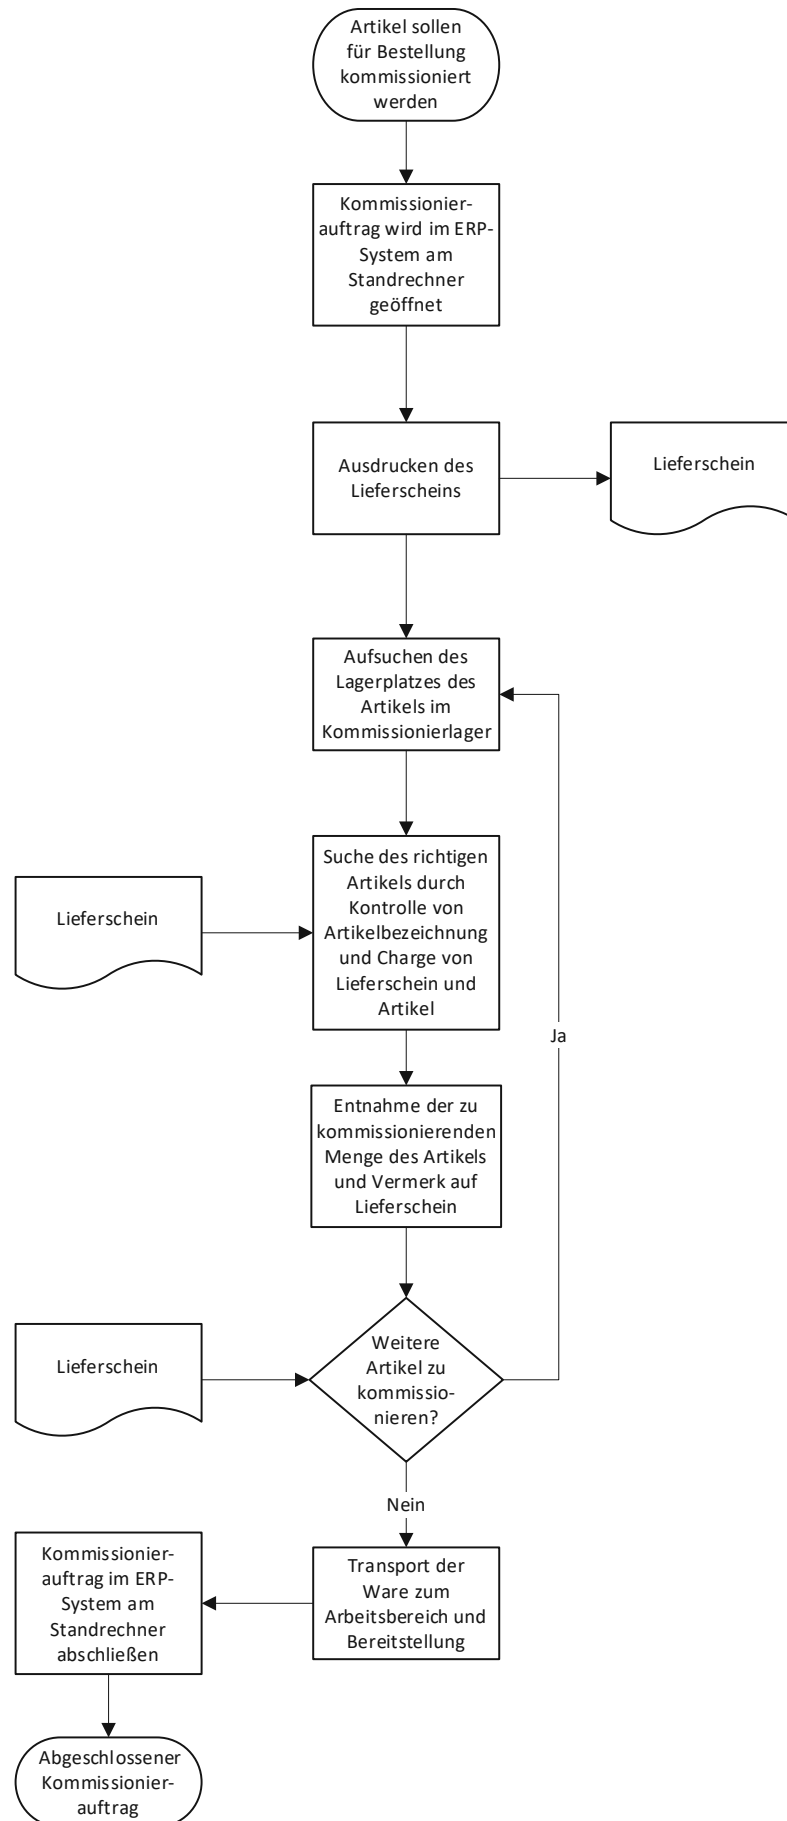 Artikel sollen
für Bestellung
kommissioniert
werden
Kommissionier-
auftrag wird im ERP-
System am
Standrechner
geöffnet
Ausdrucken des
Lieferscheins
Lieferschein
Aufsuchen des
Lagerplatzes des
Artikels im
Kommissionierlager
Suche des richtigen
Artikels durch
Kontrolle von
Artikelbezeichnung
und Charge von
Lieferschein und
Artikel
Lieferschein
Ja
Entnahme der zu
kommissionierenden
Menge des Artikels
und Vermerk auf
Lieferschein
Weitere
Artikel zu
kommissio-
nieren?
Lieferschein
Nein
Transport der
Ware zum
Arbeitsbereich und
Bereitstellung
Kommissionier-
auftrag im ERP-
System am
Standrechner
abschließen
Abgeschlossener
Kommissionier-
auftrag